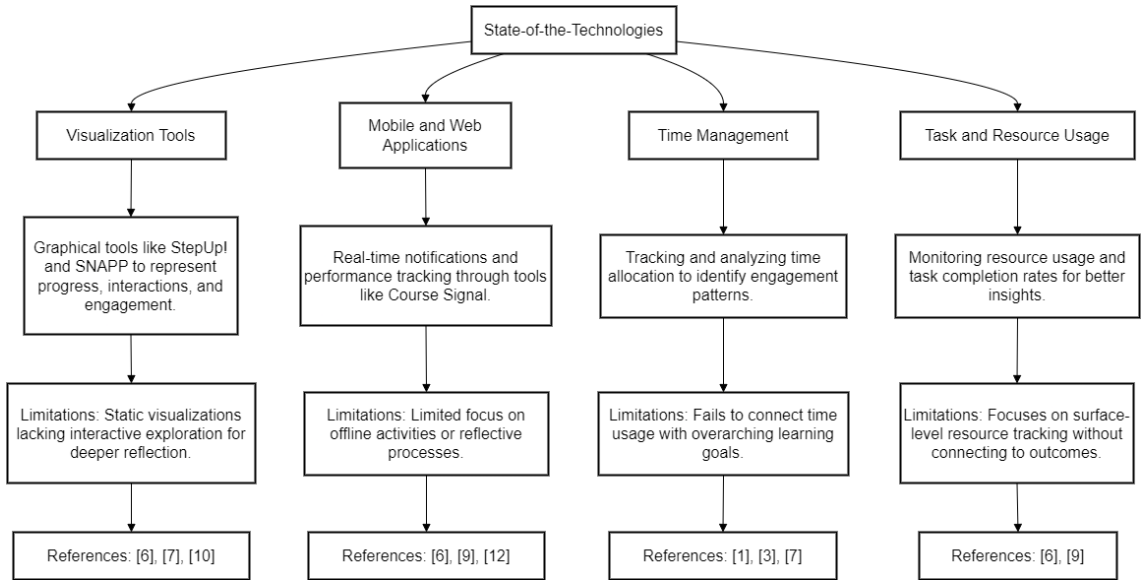 State-of-the-Technologies
Visualization Tools
Mobile and Web
Applications
Time Management
Task and Resource Usage
Graphical tools like StepUp!
and SNAPP to represent
progress, interactions, and
engagement.
Real-time notifications and
performance tracking through tools
like Course Signal.
Tracking and analyzing time
allocation to identify engagement
patterns.
Monitoring resource usage and
task completion rates for better
insights.
Limitations: Static visualizations
lacking interactive exploration for
deeper reflection.
Limitations: Limited focus on
offline activities or reflective
processes.
Limitations: Fails to connect time
usage with overarching learning
goals.
Limitations: Focuses on surface-
level resource tracking without
connecting to outcomes.
References: [6], [7], [10]
References: [6], [9], [12]
References: [1], [3], [7]
References: [6], [9]